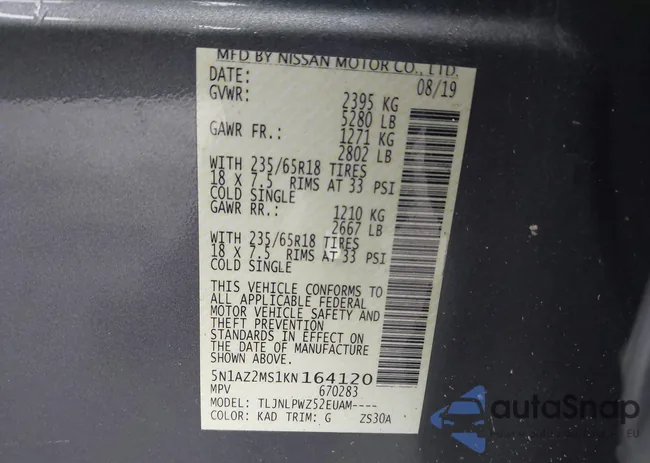 MFD BY NISSAN MOTOR CO., LTD.
DATE: 08/19
GVWR: 2395 KG
5280 LB
GAWR FR.: 1271 KG
2802 LB
WITH 235/65R18 TIRES
18 X 7.5 RIMS AT 33 PSI
COLD SINGLE
GAWR RR.: 1210 KG
2667 LB
WITH 235/65R18 TIRES
18 X 7.5 RIMS AT 33 PSI
COLD SINGLE
THIS VEHICLE CONFORMS TO
ALL APPLICABLE FEDERAL
MOTOR VEHICLE SAFETY AND
THEFT PREVENTION
STANDARDS IN EFFECT ON
THE DATE OF MANUFACTURE
SHOWN ABOVE.
5N1AZ2MS1KN164120
MPV 670283
MODEL: TLJNLPWZ52EUAM----
COLOR: KAD TRIM: G ZS30A
autoSnap